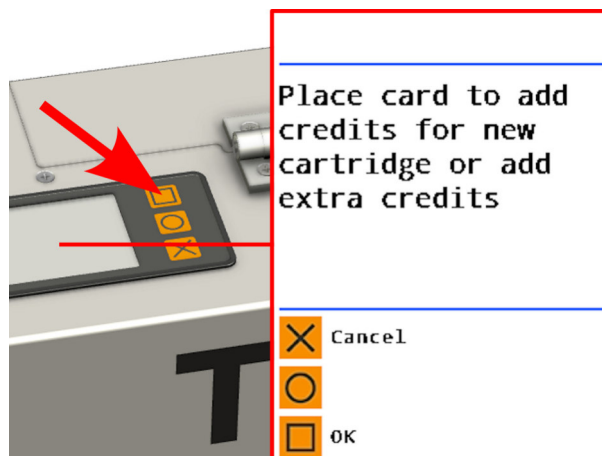 Place card to add
credits for new
cartridge or add
extra credits
Cancel
OK
T